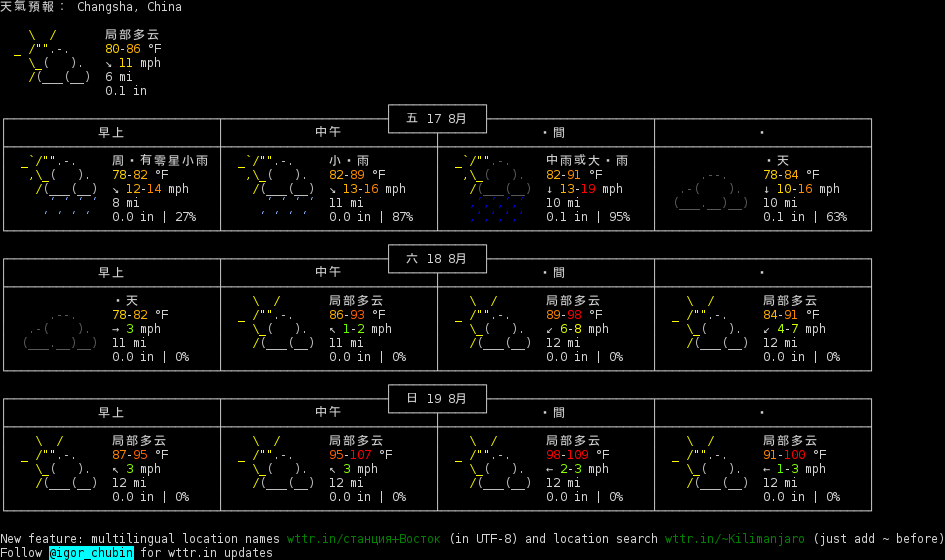 天氣預報： Changsha, China
局部多云
80-86 °F
↘ 11 mph
6 mi
0.1 in
五 17 8月
早上 中午 ・間 ・
周・有零星小雨 小・雨 中雨或大・雨 ・天
78-82 °F 82-89 °F 82-91 °F 78-84 °F
↘ 12-14 mph ↘ 13-16 mph ↓ 13-19 mph ↓ 10-16 mph
8 mi 11 mi 10 mi 10 mi
0.0 in | 27% 0.0 in | 87% 0.1 in | 95% 0.1 in | 63%
六 18 8月
早上 中午 ・間 ・
・天 局部多云 局部多云 局部多云
78-82 °F 86-93 °F 89-98 °F 84-91 °F
→ 3 mph ↖ 1-2 mph ↙ 6-8 mph ↙ 4-7 mph
11 mi 11 mi 12 mi 12 mi
0.0 in | 0% 0.0 in | 0% 0.0 in | 0% 0.0 in | 0%
日 19 8月
早上 中午 ・間 ・
局部多云 局部多云 局部多云 局部多云
87-95 °F 95-107 °F 98-109 °F 91-100 °F
↖ 3 mph ↖ 3 mph ← 2-3 mph ← 1-3 mph
12 mi 12 mi 12 mi 12 mi
0.0 in | 0% 0.0 in | 0% 0.0 in | 0% 0.0 in | 0%
New feature: multilingual location names wttr.in/станция+Восток (in UTF-8) and location search wttr.in/~Kilimanjaro (just add ~ before)
Follow @igor_chubin for wttr.in updates